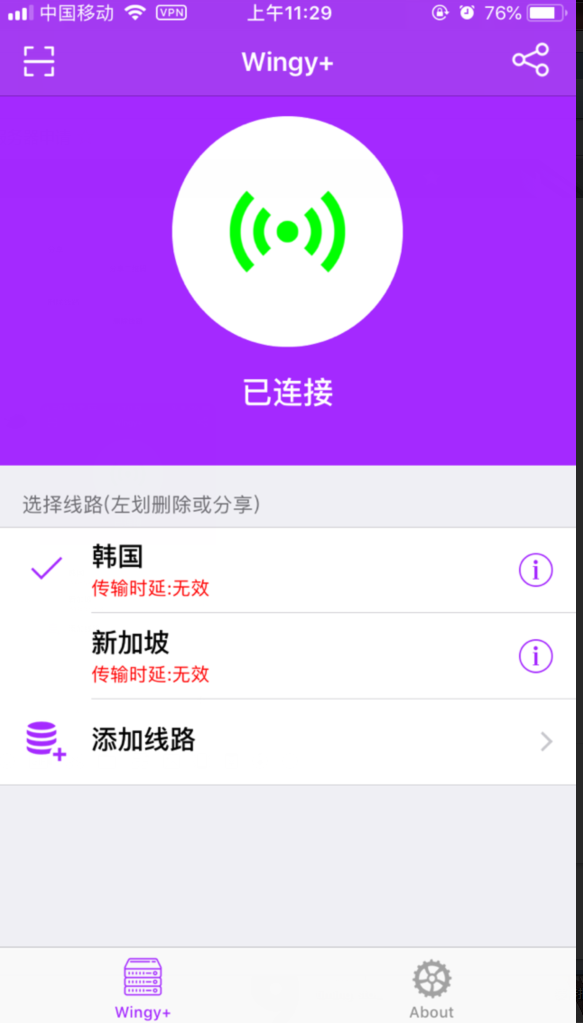 中国移动 VPN 上午11:29 76%
Wingy+
已连接
选择线路(左划删除或分享)
韩国
传输时延:无效
新加坡
传输时延:无效
添加线路
Wingy+ About